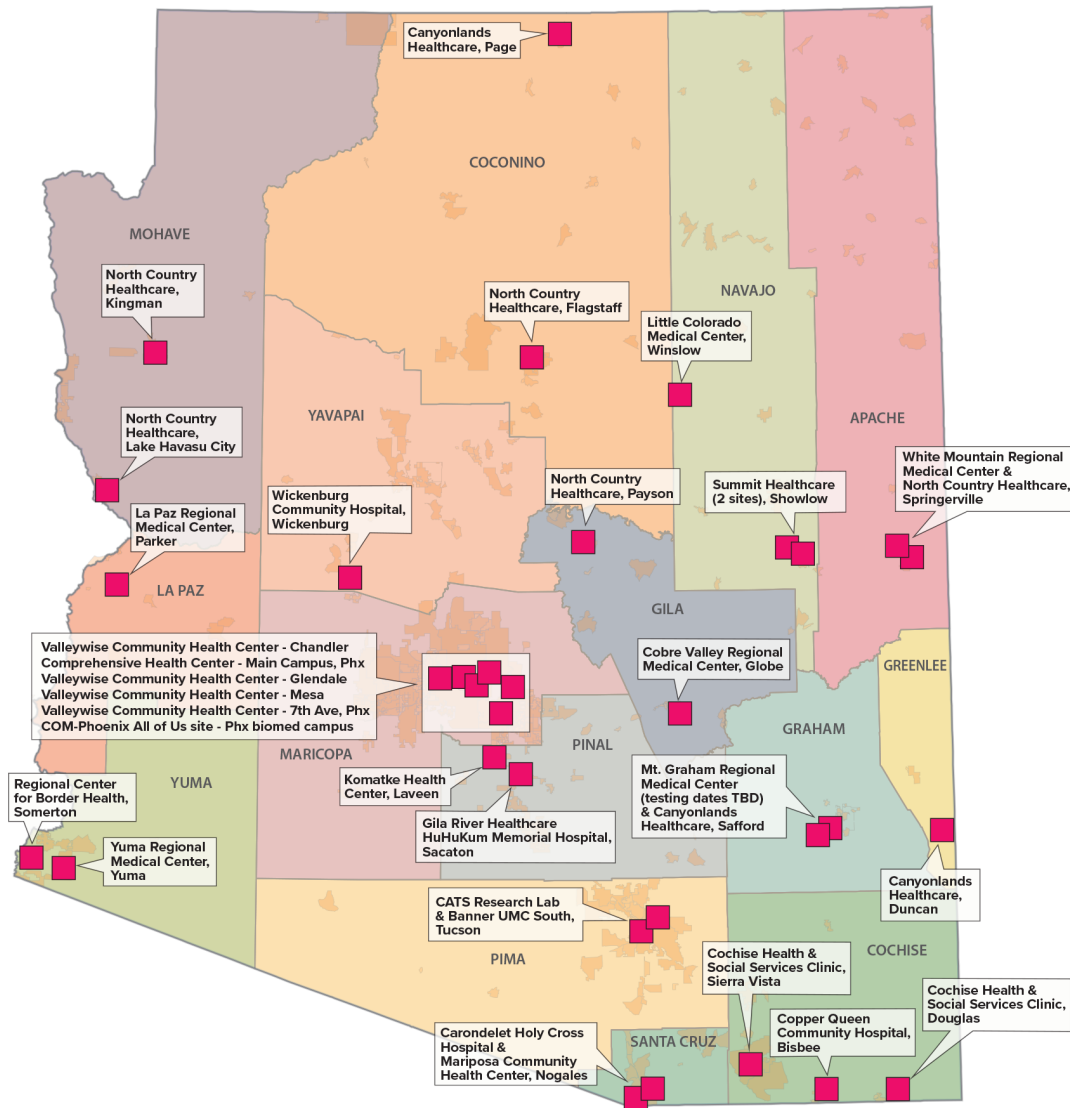 Canyonlands
Healthcare, Page
COCONINO
MOHAVE
North Country
Healthcare,
Kingman
North Country
Healthcare, Flagstaff
NAVAJO
Little Colorado
Medical Center,
Winslow
YAVAPAI
APACHE
North Country
Healthcare,
Lake Havasu City
White Mountain Regional
Medical Center &
North Country Healthcare,
Springerville
North Country
Healthcare, Payson
Summit Healthcare
(2 sites), Showlow
Wickenburg
Community Hospital,
Wickenburg
La Paz Regional
Medical Center,
Parker
LA PAZ
GILA
Valleywise Community Health Center - Chandler
Comprehensive Health Center - Main Campus, Phx
Valleywise Community Health Center - Glendale
Valleywise Community Health Center - Mesa
Valleywise Community Health Center - 7th Ave, Phx
COM-Phoenix All of Us site - Phx biomed campus
Cobre Valley Regional
Medical Center, Globe
GREENLEE
GRAHAM
PINAL
MARICOPA
YUMA
Komatke Health
Center, Laveen
Mt. Graham Regional
Medical Center
(testing dates TBD)
& Canyonlands
Healthcare, Safford
Regional Center
for Border Health,
Somerton
Gila River Healthcare
HuHuKum Memorial Hospital,
Sacaton
Yuma Regional
Medical Center,
Yuma
Canyonlands
Healthcare,
Duncan
CATS Research Lab
& Banner UMC South,
Tucson
PIMA
COCHISE
Cochise Health &
Social Services Clinic,
Sierra Vista
Cochise Health &
Social Services Clinic,
Douglas
Copper Queen
Community Hospital,
Bisbee
Carondelet Holy Cross
Hospital &
Mariposa Community
Health Center, Nogales
SANTA CRUZ